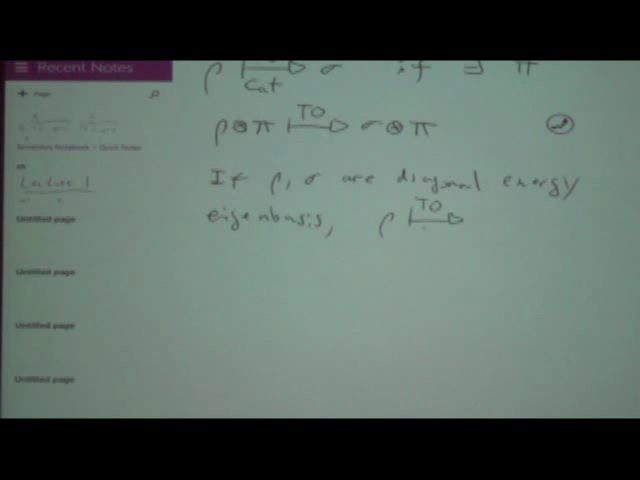 Recent Notes
ρ ↦ σ if ∃ π
Cat
+ Page
TO
ρ⊗π ↦ σ⊗π
Lecture 1
If ρ, σ are diagonal energy
TO
eigenbasis, ρ ↦
Untitled page
Untitled page
Untitled page
Untitled page